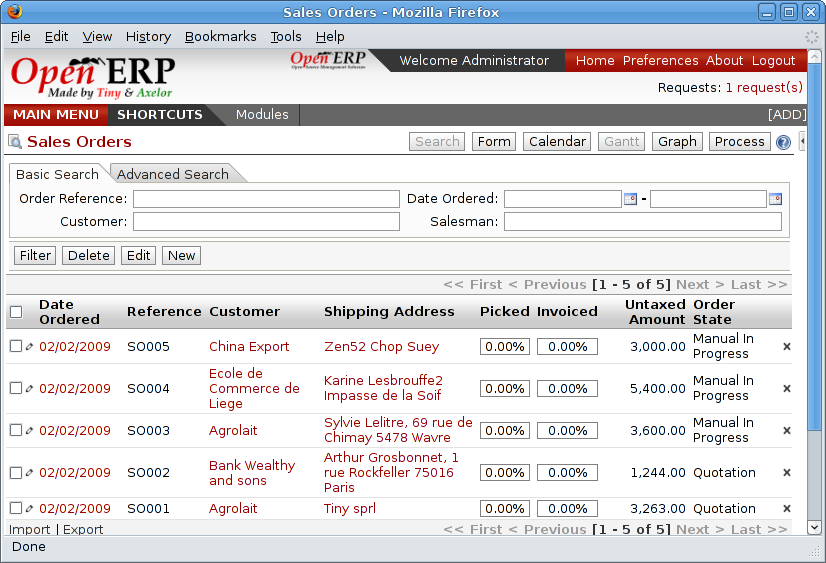 Sales Orders - Mozilla Firefox
File Edit View History Bookmarks Tools Help
Open ERP
Made by Tiny & Axelor
Open ERP
Open Source Management Solution
Welcome Administrator
Home Preferences About Logout
Requests: 1 request(s)
MAIN MENU SHORTCUTS Modules [ADD]
Sales Orders Search Form Calendar Gantt Graph Process ?
Basic Search Advanced Search
Order Reference: Date Ordered: -
Customer: Salesman:
Filter Delete Edit New
<< First < Previous [1 - 5 of 5] Next > Last >>
Date Ordered Reference Customer Shipping Address Picked Invoiced Untaxed Amount Order State
02/02/2009 SO005 China Export Zen52 Chop Suey 0.00% 0.00% 3,000.00 Manual In Progress
02/02/2009 SO004 Ecole de Commerce de Liege Karine Lesbrouffe2 Impasse de la Soif 0.00% 0.00% 5,400.00 Manual In Progress
02/02/2009 SO003 Agrolait Sylvie Lelitre, 69 rue de Chimay 5478 Wavre 0.00% 0.00% 3,600.00 Manual In Progress
02/02/2009 SO002 Bank Wealthy and sons Arthur Grosbonnet, 1 rue Rockfeller 75016 Paris 0.00% 0.00% 1,244.00 Quotation
02/02/2009 SO001 Agrolait Tiny sprl 0.00% 0.00% 3,263.00 Quotation
Import | Export << First < Previous [1 - 5 of 5] Next > Last >>
Done